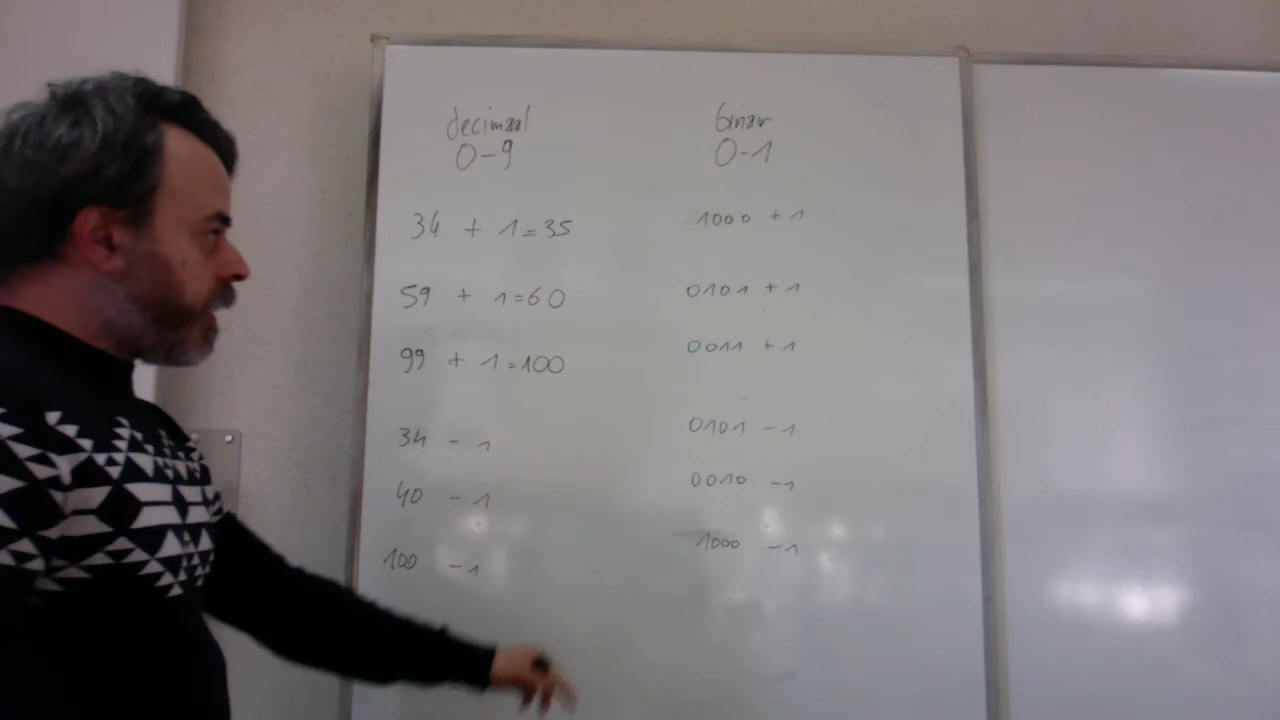 decimaal
0-9
34 + 1=35
59 + 1=60
99 + 1=100
34 - 1
40 - 1
100 -1
binair
0-1
1000 + 1
0101 + 1
0011 + 1
0101 - 1
0010 -1
1000 -1